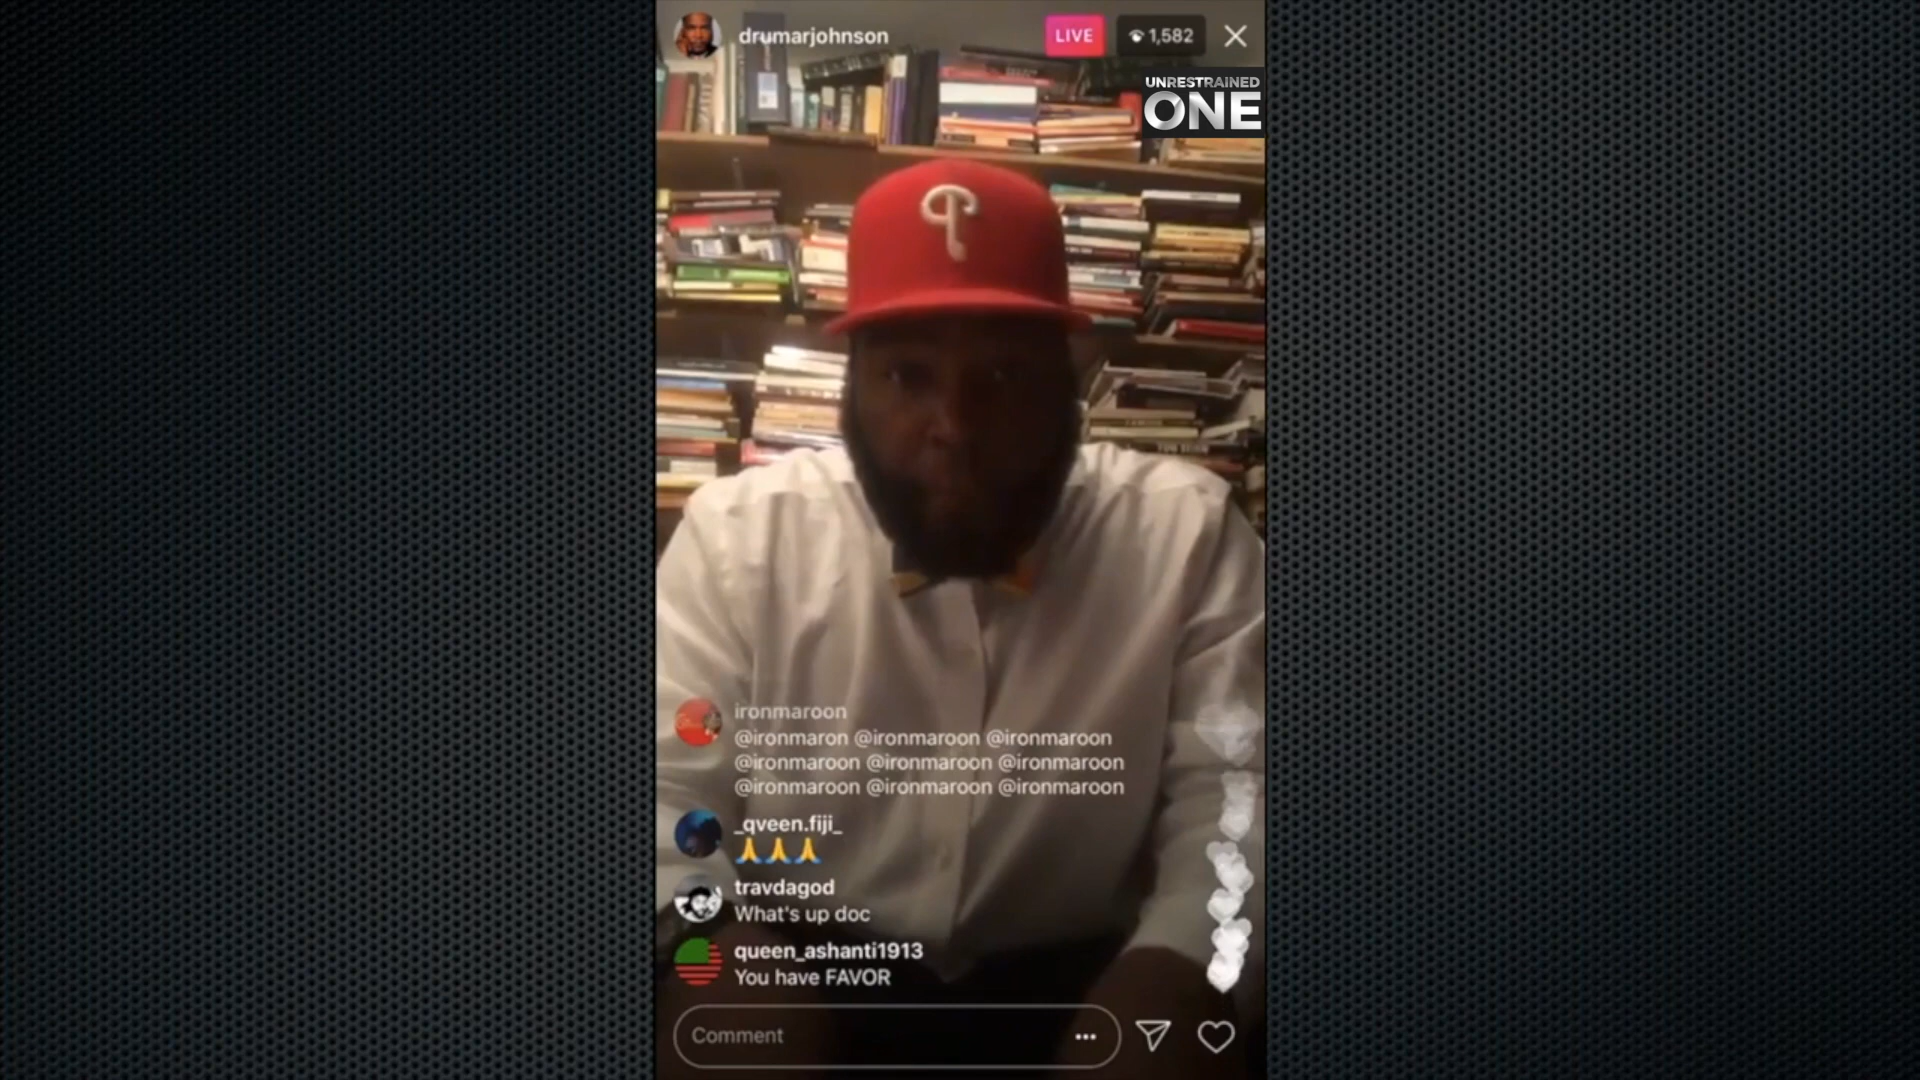 drumarjohnson
LIVE
1,582
UNRESTRAINED
ONE
P
ironmaroon
@ironmaron @ironmaroon @ironmaroon
@ironmaroon @ironmaroon @ironmaroon
@ironmaroon @ironmaroon @ironmaroon
_qveen.fiji_
🙏🙏🙏
travdagod
What's up doc
queen_ashanti1913
You have FAVOR
Comment